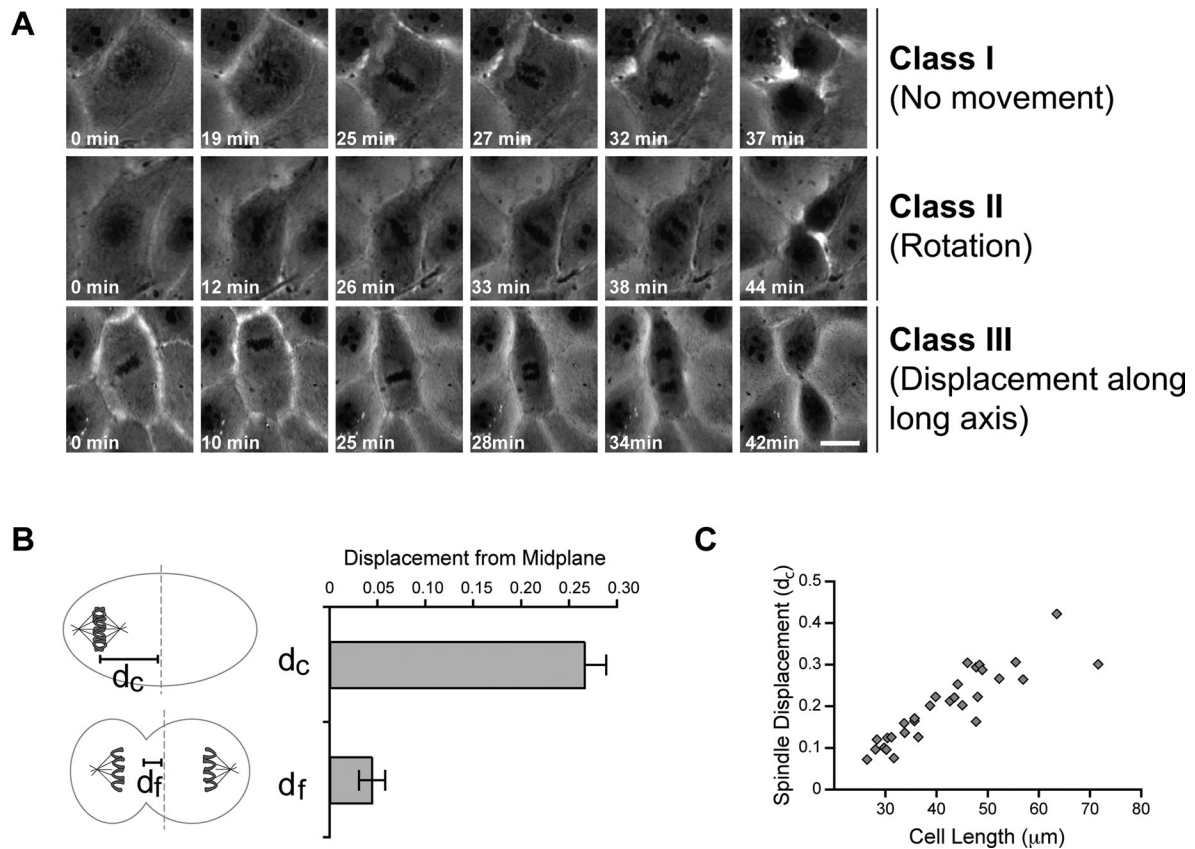 A
0 min
19 min
25 min
27 min
32 min
37 min
Class I
(No movement)
0 min
12 min
26 min
33 min
38 min
44 min
Class II
(Rotation)
0 min
10 min
25 min
28min
34min
42min
Class III
(Displacement along
long axis)
B
dc
df
Displacement from Midplane
0 0.05 0.10 0.15 0.20 0.25 0.30
dc
df
C
Spindle Displacement (dc)
0.5
0.4
0.3
0.2
0.1
0
30 40 50 60 70 80
Cell Length (μm)